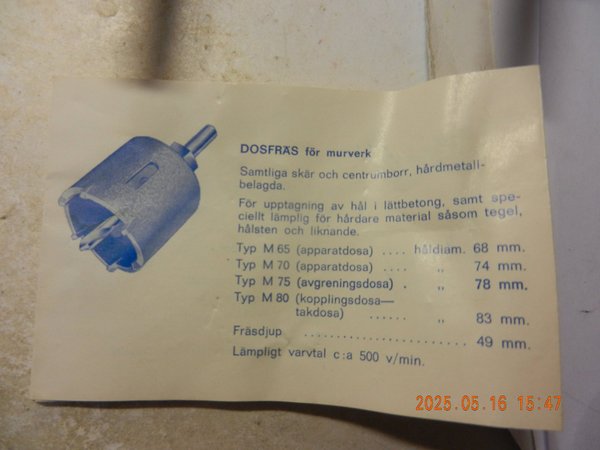 DOSFRÄS för murverk
Samtliga skär och centrumborr, hårdmetall-
belagda.
För upptagning av hål i lättbetong, samt spe-
ciellt lämplig för hårdare material såsom tegel,
hålsten och liknande.
Typ M 65 (apparatdosa) .... håldiam. 68 mm.
Typ M 70 (apparatdosa) .... „ 74 mm.
Typ M 75 (avgreningsdosa) . „ 78 mm.
Typ M 80 (kopplingsdosa—
takdosa) ...... „ 83 mm.
Fräsdjup ........................ 49 mm.
Lämpligt varvtal c:a 500 v/min.
2025.05.16 15:47